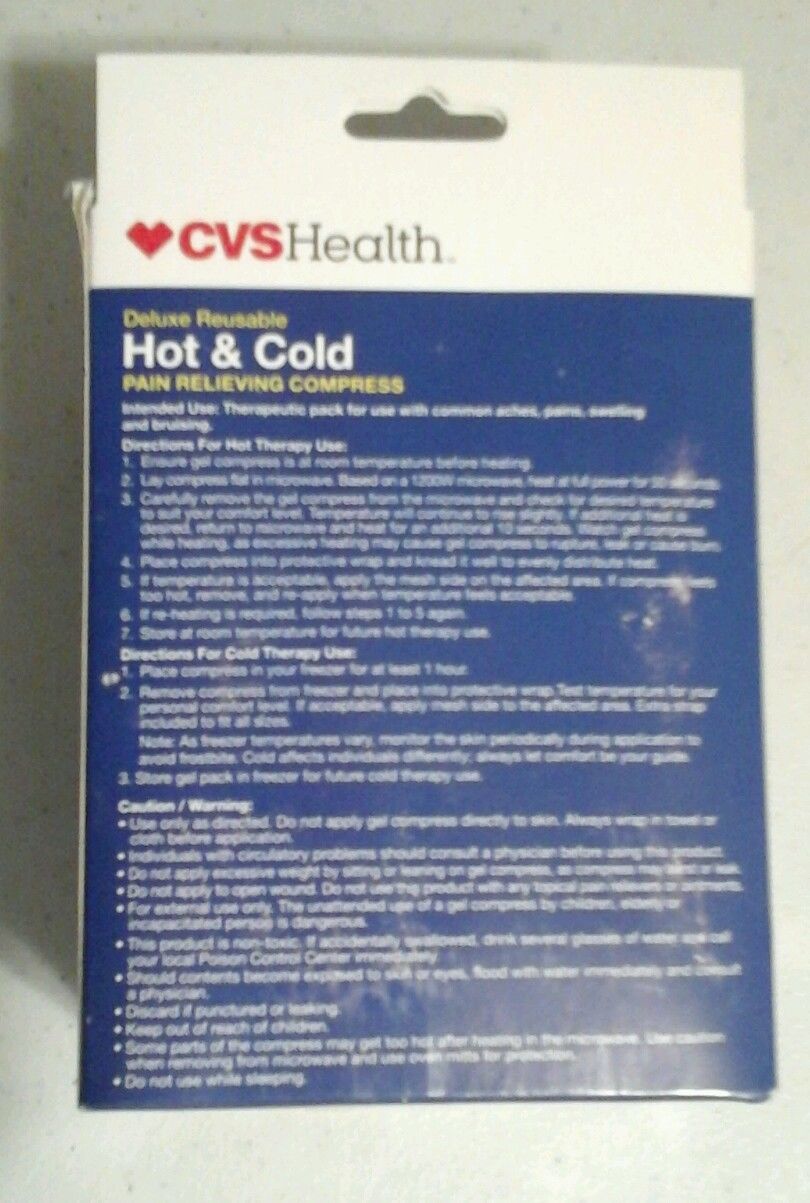 CVSHealth
Deluxe Reusable
Hot & Cold
PAIN RELIEVING COMPRESS
Intended Use: Therapeutic pack for use with common aches, pains, swelling
and bruising.
Directions For Hot Therapy Use:
1. Ensure gel compress is at room temperature before heating.
2. Lay compress flat in microwave. Based on a 1200W microwave, heat at full power for
3. Carefully remove the gel compress from the microwave and check for desired temperature
to suit your comfort level. Temperature will continue to rise slightly. If additional heat is
desired, return to microwave and heat for an additional 10 seconds. Watch gel compress
while heating, as excessive heating may cause gel compress to rupture,
4. Place compress into protective wrap and knead it well to evenly distribute heat.
5. If temperature is acceptable, apply the mesh side on the affected area. If compress
too hot, remove, and re-apply when temperature feels acceptable.
6. If re-heating is required, follow steps 1 to 5 again.
7. Store at room temperature for future hot therapy use.
Directions For Cold Therapy Use:
1. Place compress in your freezer for at least 1 hour.
2. Remove compress from freezer and place into protective wrap. Test temperature for your
personal comfort level. If acceptable, apply mesh side to the affected area. Extra strap
included to fit all sizes.
Note: As freezer temperatures vary, monitor the skin periodically during application to
avoid frostbite. Cold affects individuals differently; always let comfort be your guide.
3. Store gel pack in freezer for future cold therapy use.
Caution / Warning:
• Use only as directed. Do not apply gel compress directly to skin. Always wrap in towel or
cloth before application.
• Individuals with circulatory problems should consult a physician before using this product.
• Do not apply excessive weight by sitting or leaning on gel compress, as compress may or leak.
• Do not apply to open wound. Do not use this product with any topical pain relievers or ointments.
• For external use only. The unattended use of a gel compress by children, elderly or
incapacitated persons is dangerous.
• This product is non-toxic. If accidentally swallowed, drink several glasses of water and call
your local Poison Control Center immediately.
• Should contents become exposed to skin or eyes, flood with water immediately and consult
a physician.
• Discard if punctured or leaking.
• Keep out of reach of children.
• Some parts of the compress may get too hot after heating in the microwave. Use caution
when removing from microwave and use oven mitts for protection.
• Do not use while sleeping.